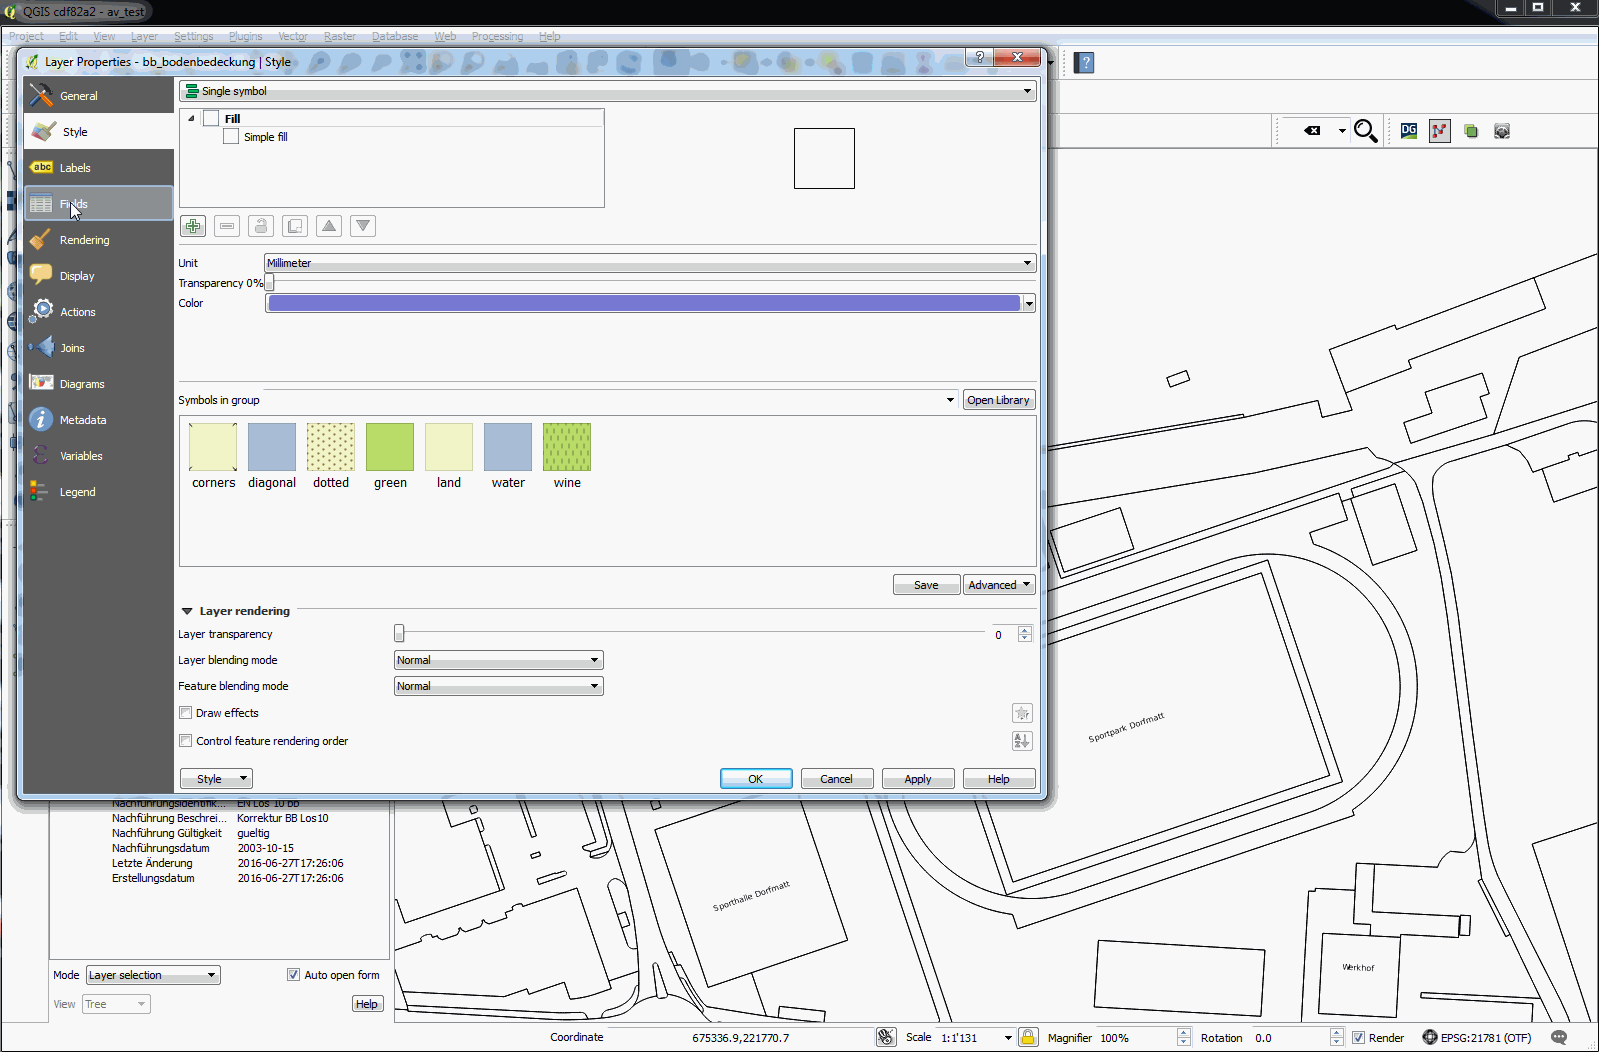 QGIS cdf82a2 - av_test
Project Edit View Layer Settings Plugins Vector Raster Database Web Processing Help
Layer Properties - bb_bodenbedeckung | Style
General
Style
Labels
Fields
Rendering
Display
Actions
Joins
Diagrams
Metadata
Variables
Legend
Single symbol
Fill
Simple fill
Unit Millimeter
Transparency 0%
Color
Symbols in group Open Library
corners diagonal dotted green land water wine
Save Advanced
Layer rendering
Layer transparency 0
Layer blending mode Normal
Feature blending mode Normal
Draw effects
Control feature rendering order
Style OK Cancel Apply Help
abc
DG
Nachführungsidentifik... EN Los 10 BB
Nachführung Beschrei... Korrektur BB Los10
Nachführung Gültigkeit gueltig
Nachführungsdatum 2003-10-15
Letzte Änderung 2016-06-27T17:26:06
Erstellungsdatum 2016-06-27T17:26:06
Mode Layer selection Auto open form
View Tree Help
Sportpark Dorfmatt
Sporthalle Dorfmatt
Werkhof
Coordinate 675336.9,221770.7 Scale 1:1'131 Magnifier 100% Rotation 0.0 Render EPSG:21781 (OTF)